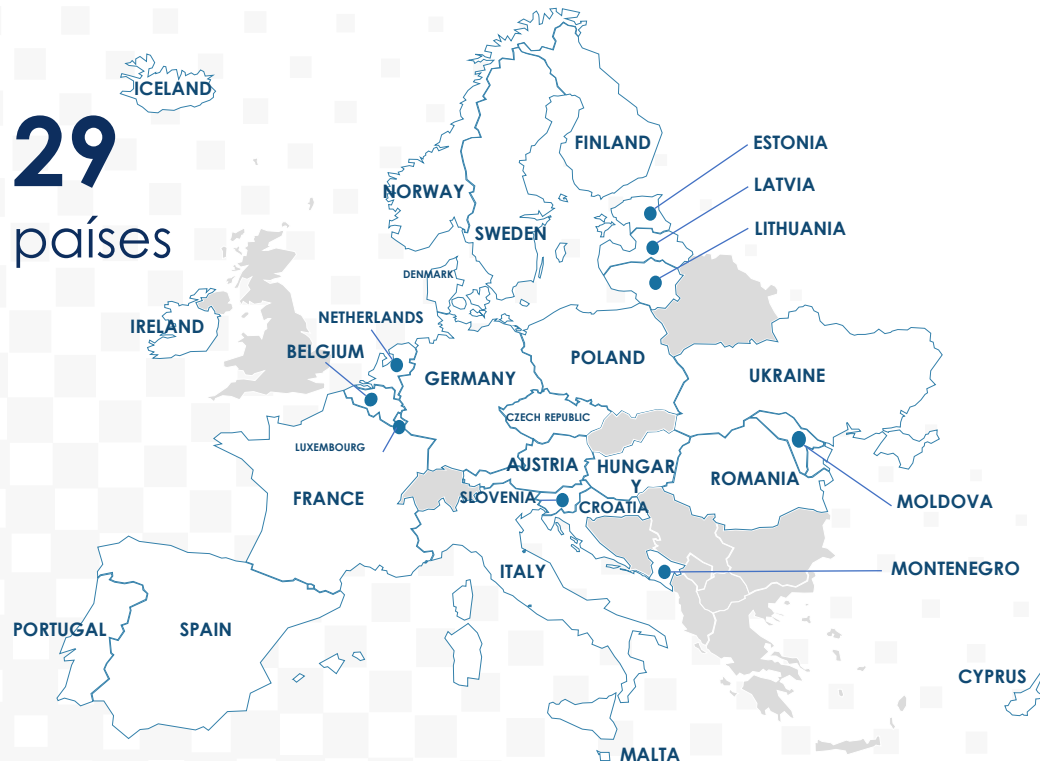 ICELAND
29
países
FINLAND
ESTONIA
LATVIA
NORWAY
LITHUANIA
SWEDEN
DENMARK
NETHERLANDS
IRELAND
BELGIUM
POLAND
GERMANY
UKRAINE
CZECH REPUBLIC
LUXEMBOURG
AUSTRIA
HUNGAR
Y
ROMANIA
FRANCE
SLOVENIA
CROATIA
MOLDOVA
ITALY
MONTENEGRO
PORTUGAL
SPAIN
CYPRUS
MALTA